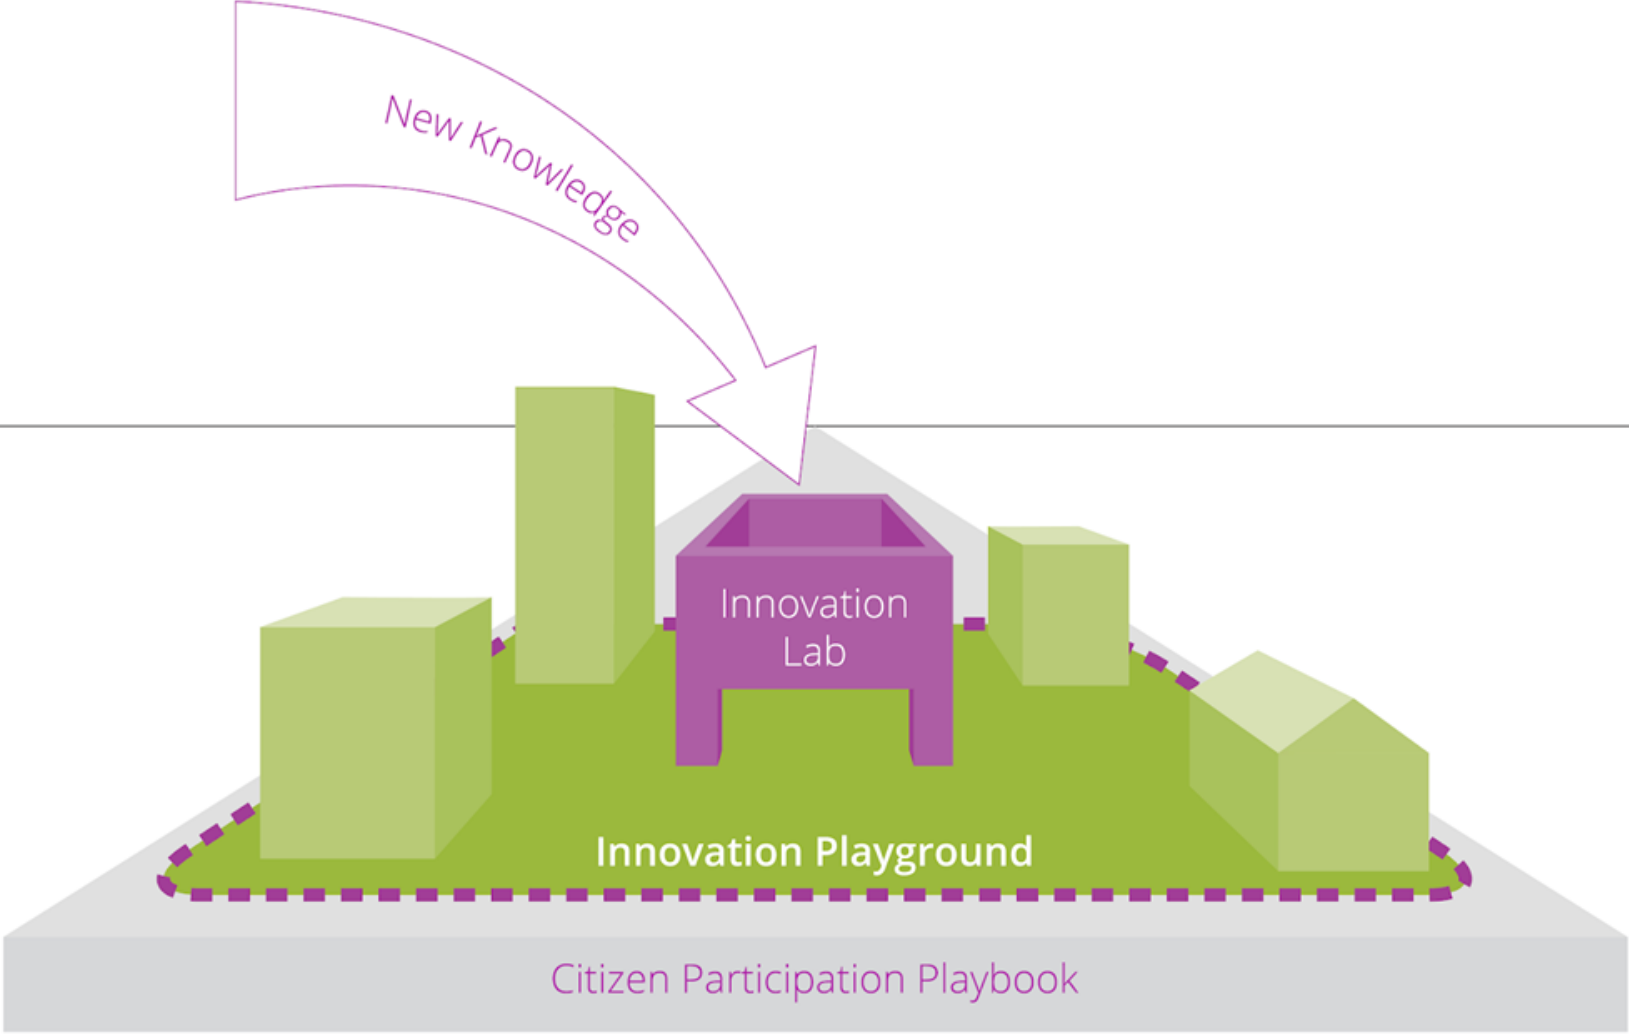 New Knowledge
Innovation
Lab
Innovation Playground
Citizen Participation Playbook